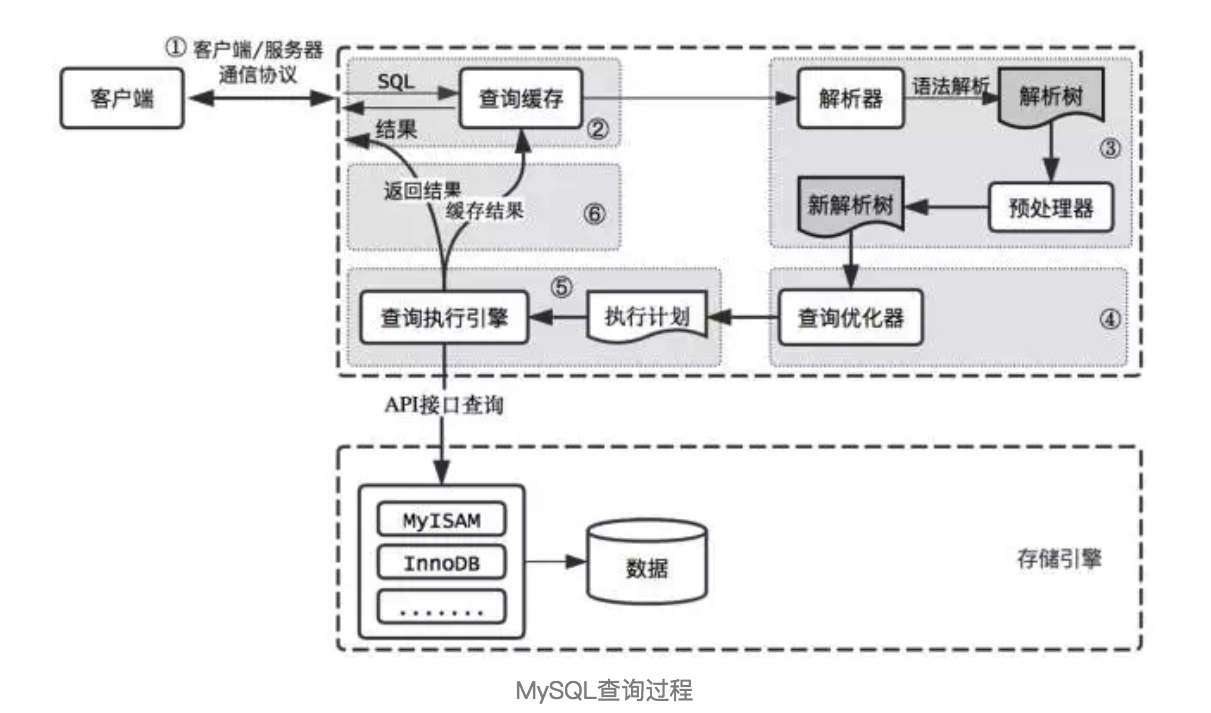 ① 客户端/服务器
通信协议
客户端
SQL
查询缓存
结果
②
解析器
语法解析
解析树
③
预处理器
新解析树
返回结果
缓存结果
⑥
查询执行引擎
⑤
执行计划
查询优化器
④
API接口查询
MyISAM
InnoDB
.......
数据
存储引擎
MySQL查询过程